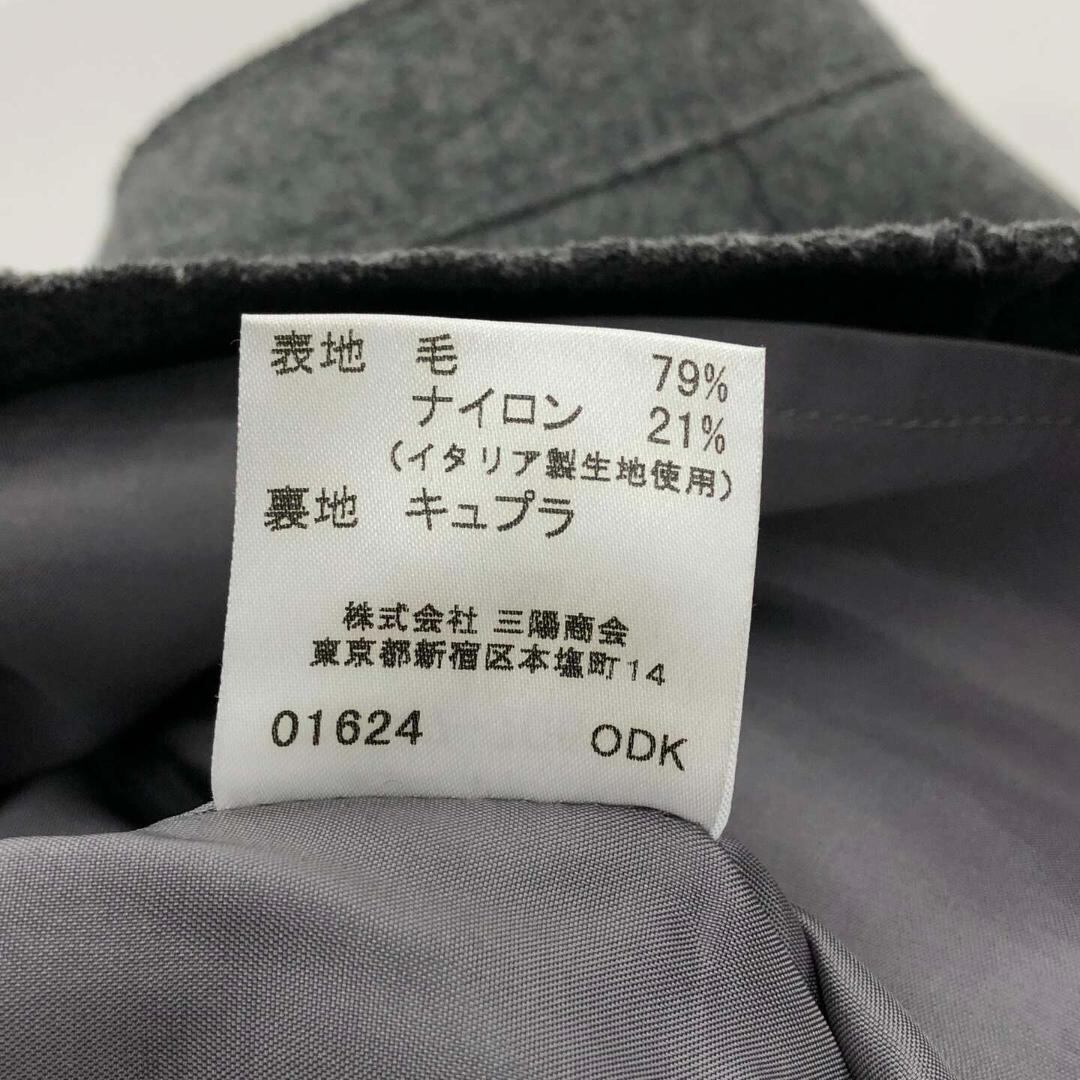 表地 毛 79%
ナイロン 21%
(イタリア製生地使用)
裏地 キュプラ
株式会社 三陽商会
東京都新宿区本塩町14
01624 ODK